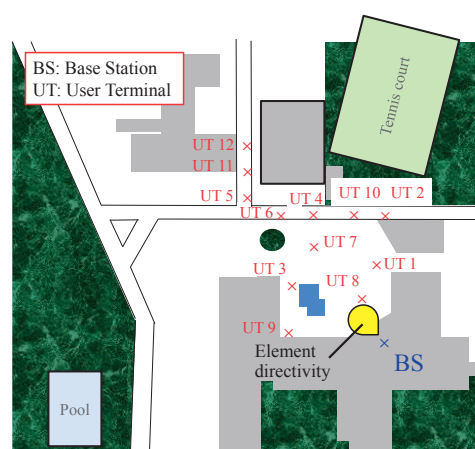 BS: Base Station
UT: User Terminal
Tennis court
UT 12
UT 11
UT 5
UT 4
UT 10
UT 2
UT 6
UT 7
UT 1
UT 3
UT 8
UT 9
Element
directivity
BS
Pool